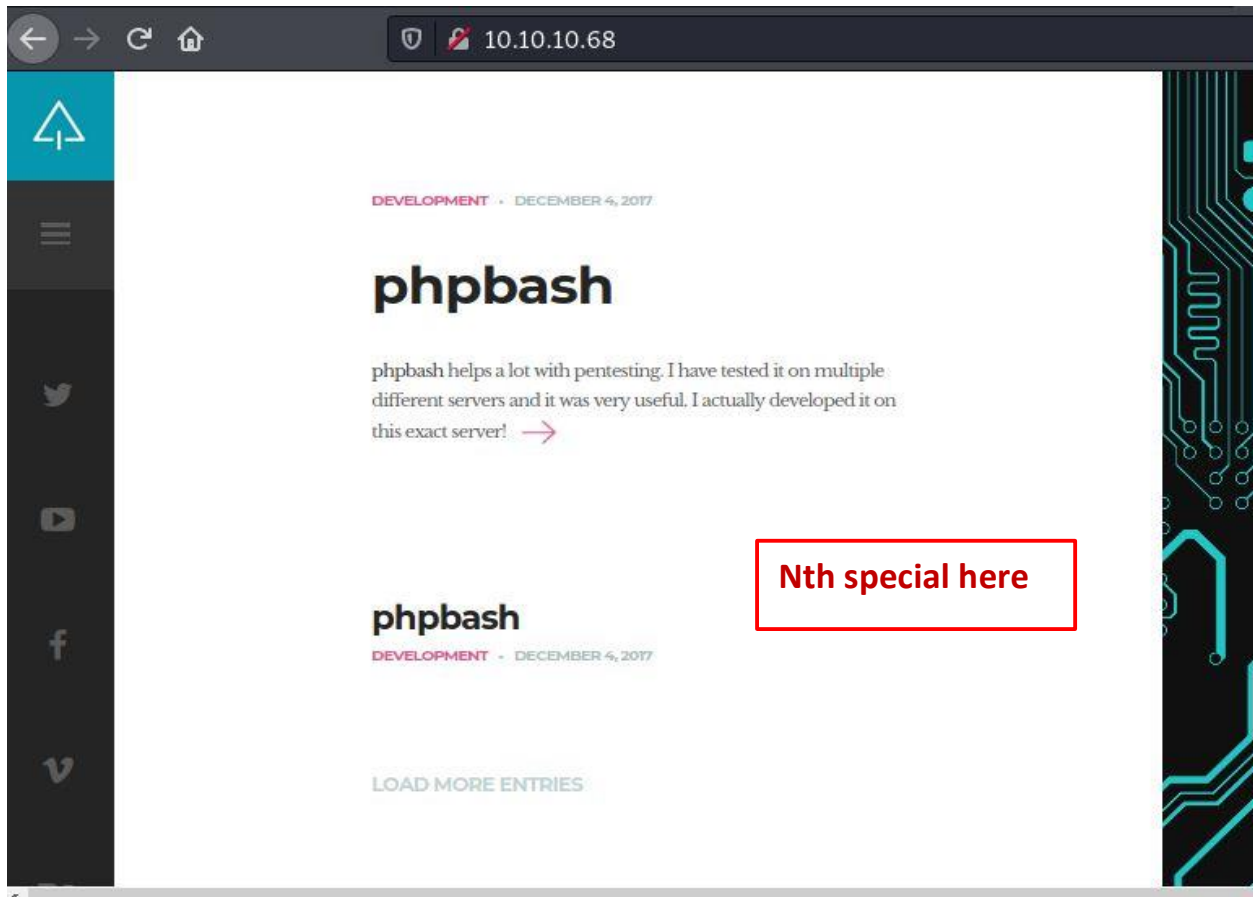 10.10.10.68
DEVELOPMENT • DECEMBER 4, 2017
phpbash
phpbash helps a lot with pentesting. I have tested it on multiple
different servers and it was very useful. I actually developed it on
this exact server!
Nth special here
phpbash
DEVELOPMENT • DECEMBER 4, 2017
LOAD MORE ENTRIES